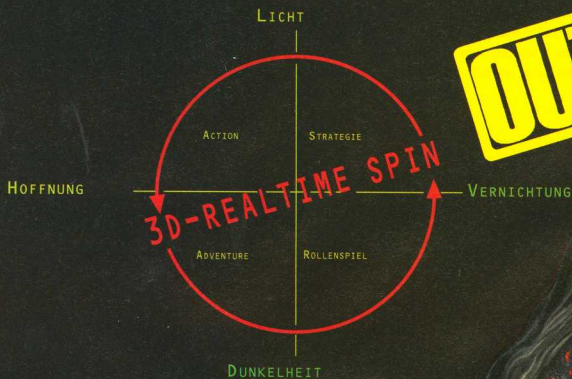 LICHT
OU
ACTION
STRATEGIE
HOFFNUNG
3D-REALTIME SPIN
VERNICHTUNG
ADVENTURE
ROLLENSPIEL
DUNKELHEIT